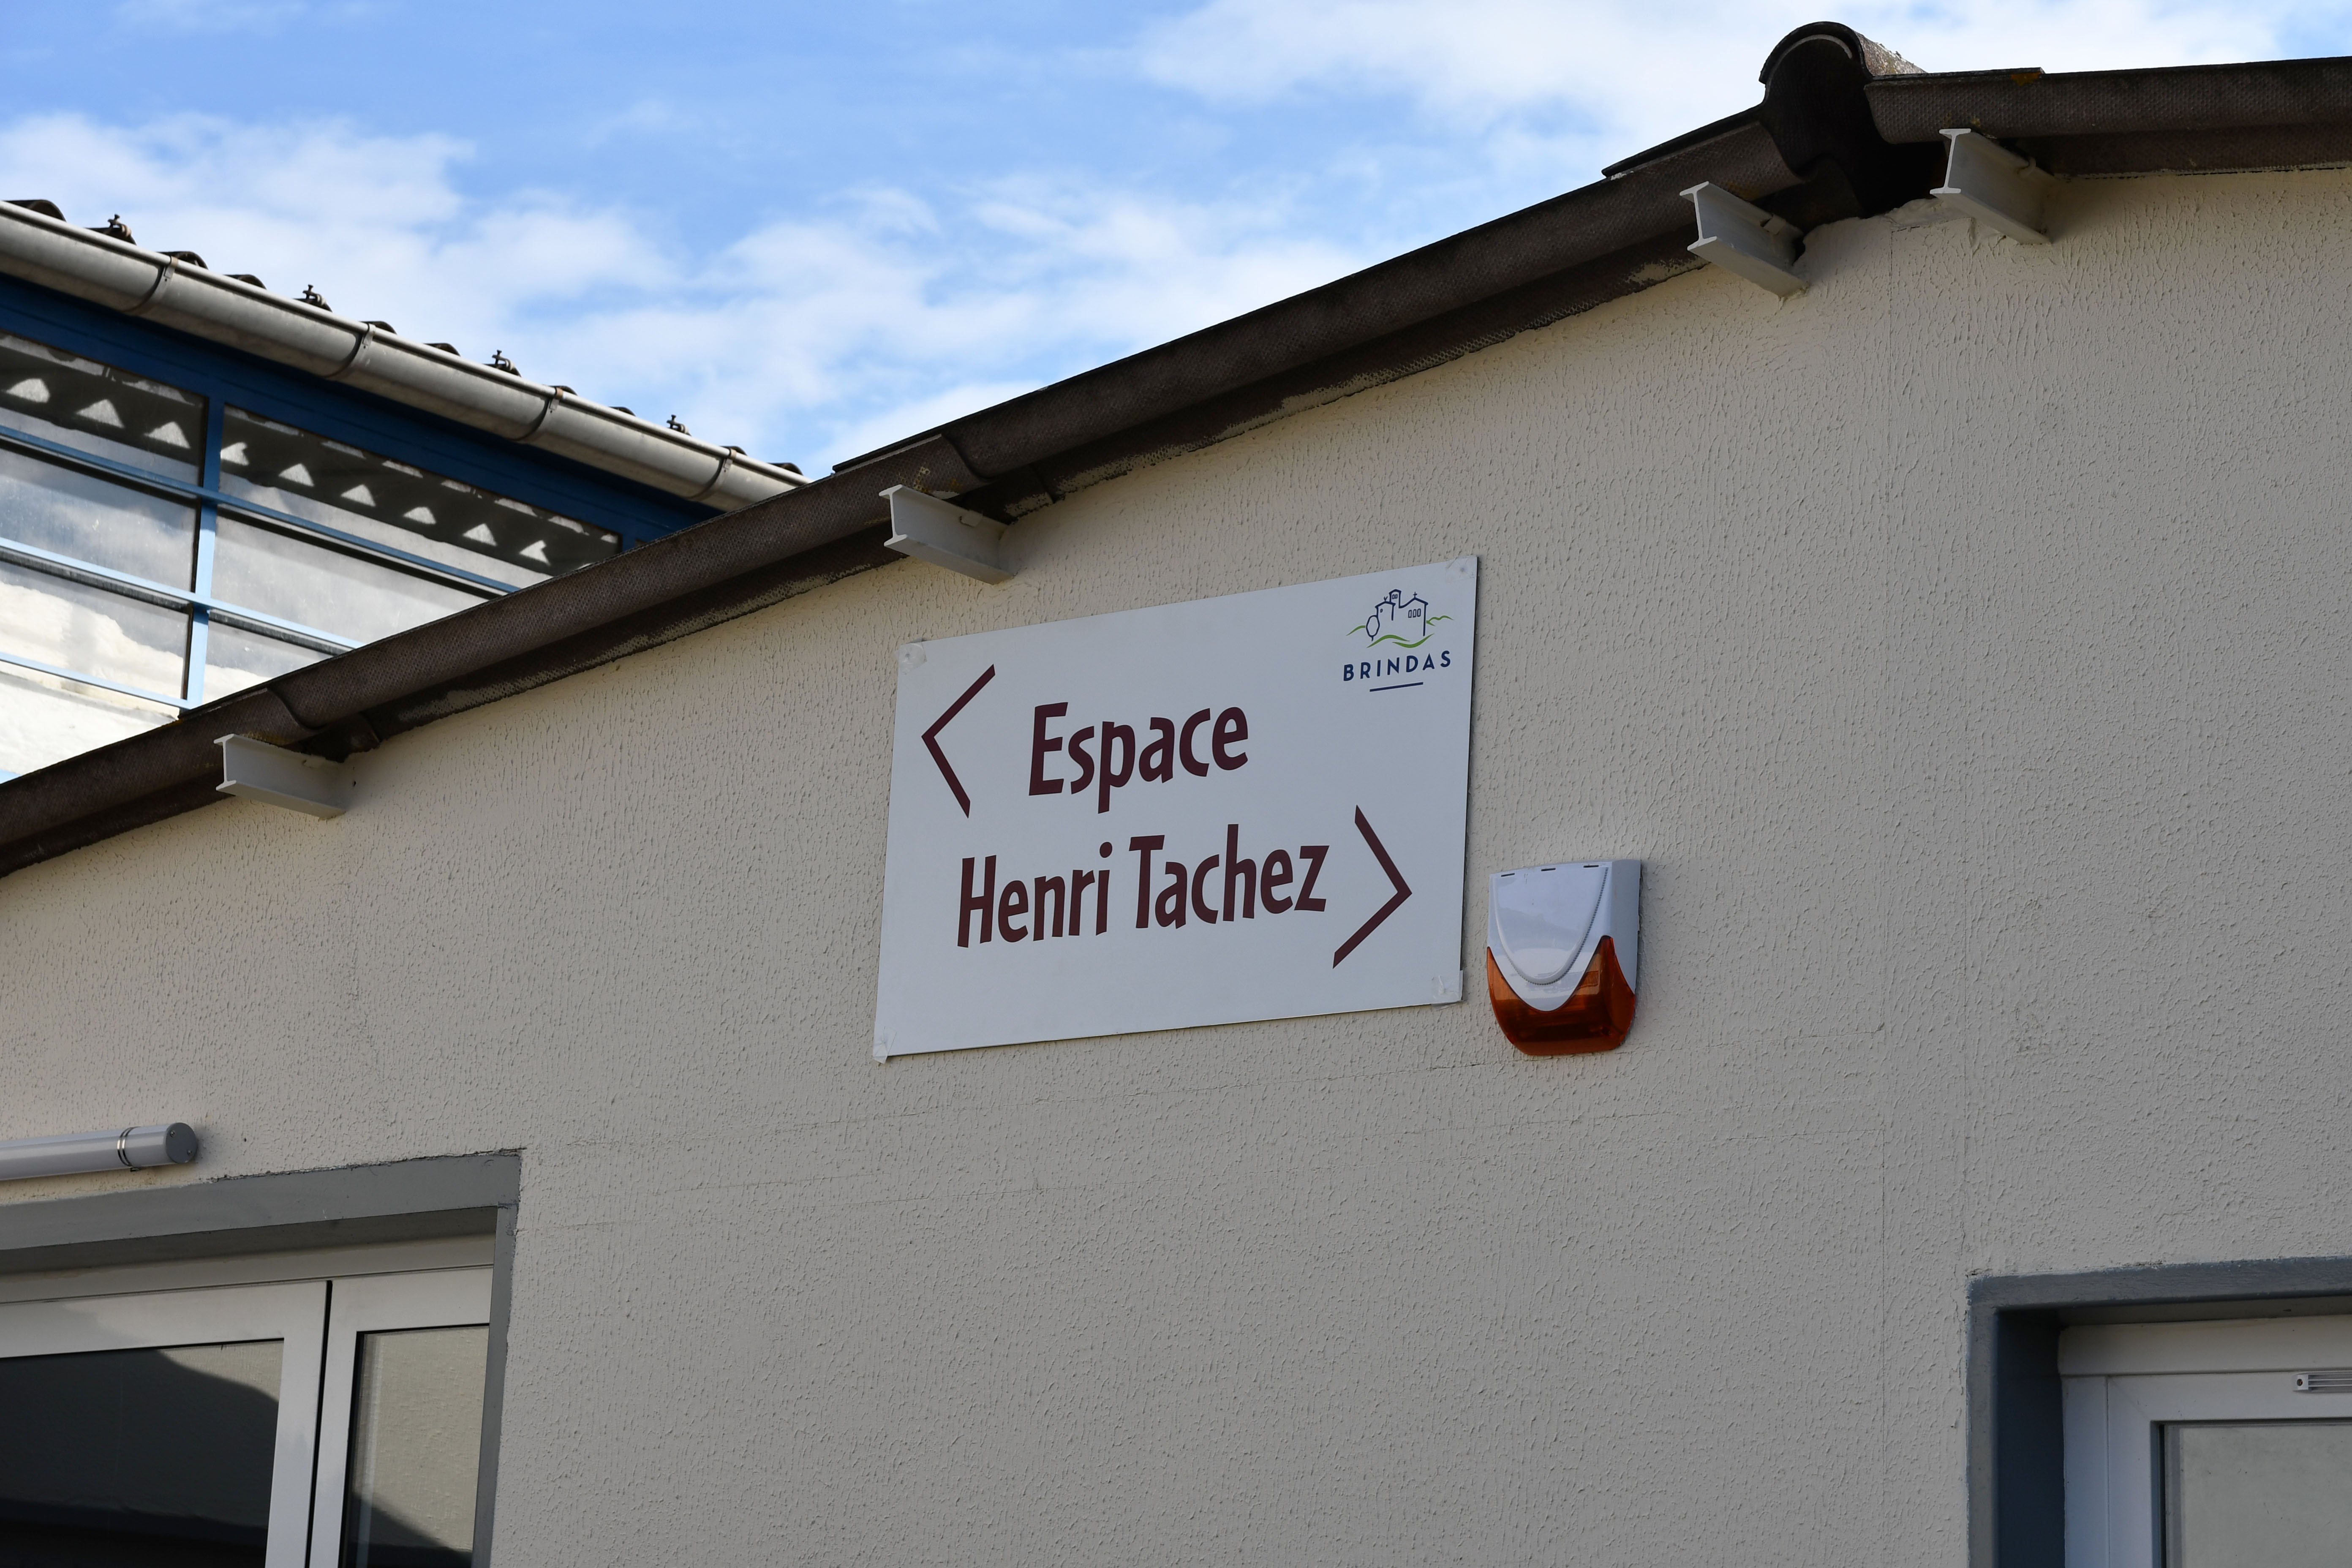 BRINDAS
Espace
Henri Tachez